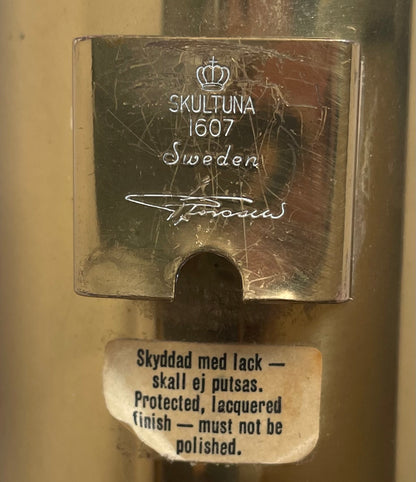 SKULTUNA
1607
Sweden
Skyddad med lack —
skall ej putsas.
Protected, lacquered
finish — must not be
polished.